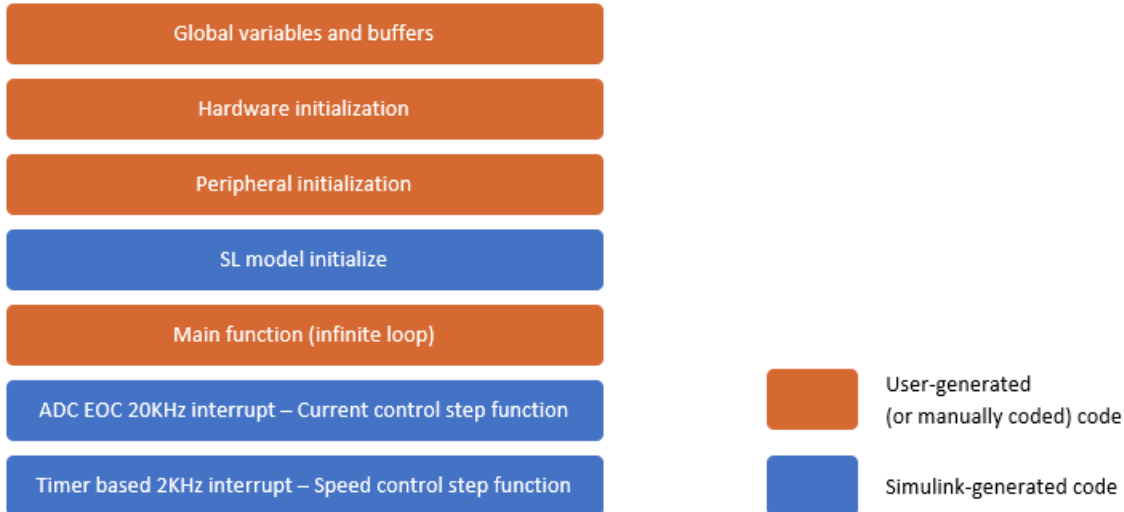 Global variables and buffers
Hardware initialization
Peripheral initialization
SL model initialize
Main function (infinite loop)
ADC EOC 20KHz interrupt – Current control step function
Timer based 2KHz interrupt – Speed control step function
User-generated
(or manually coded) code
Simulink-generated code